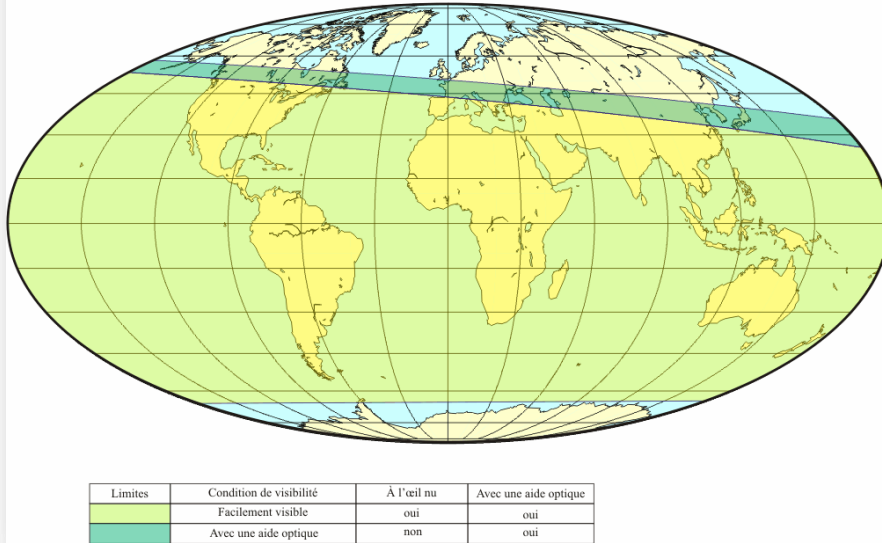 Limites Condition de visibilité À l'œil nu Avec une aide optique
Facilement visible oui oui
Avec une aide optique non oui